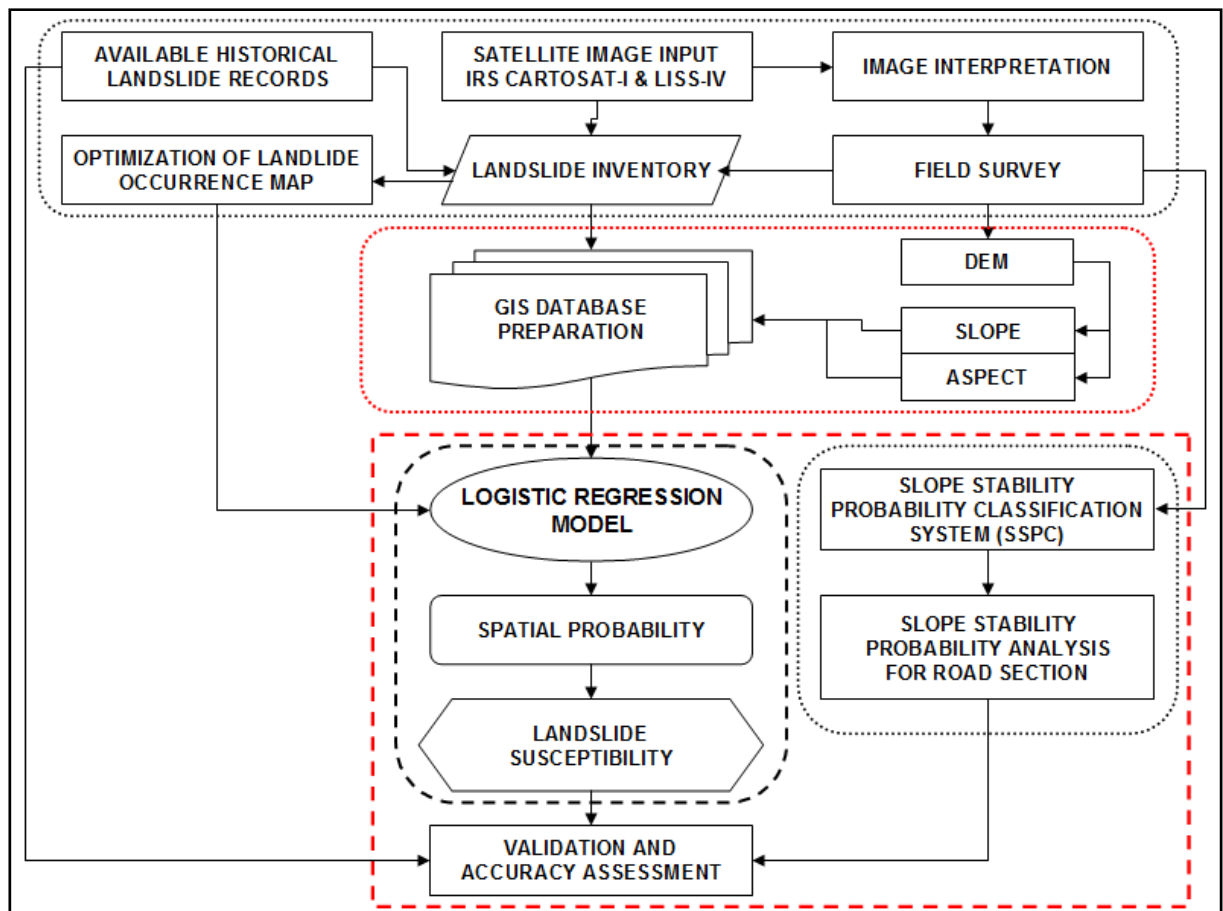 AVAILABLE HISTORICAL
LANDSLIDE RECORDS
SATELLITE IMAGE INPUT
IRS CARTOSAT-I & LISS-IV
IMAGE INTERPRETATION
OPTIMIZATION OF LANDLIDE
OCCURRENCE MAP
LANDSLIDE INVENTORY
FIELD SURVEY
GIS DATABASE
PREPARATION
DEM
SLOPE
ASPECT
LOGISTIC REGRESSION
MODEL
SLOPE STABILITY
PROBABILITY CLASSIFICATION
SYSTEM (SSPC)
SPATIAL PROBABILITY
SLOPE STABILITY
PROBABILITY ANALYSIS
FOR ROAD SECTION
LANDSLIDE
SUSCEPTIBILITY
VALIDATION AND
ACCURACY ASSESSMENT